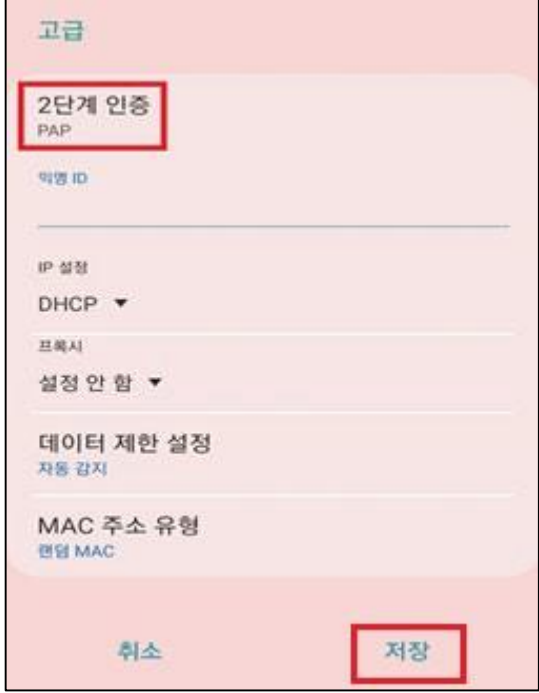 고급
2단계 인증
PAP
익명 ID
IP 설정
DHCP
프록시
설정 안 함
데이터 제한 설정
자동 감지
MAC 주소 유형
랜덤 MAC
취소 저장